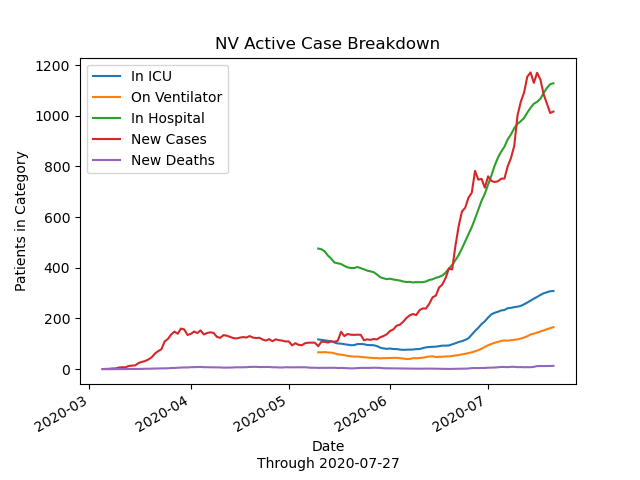 NV Active Case Breakdown
In ICU
On Ventilator
In Hospital
New Cases
New Deaths
Patients in Category
1200
1000
800
600
400
200
0
2020-03
2020-04
2020-05
2020-06
2020-07
Date
Through 2020-07-27